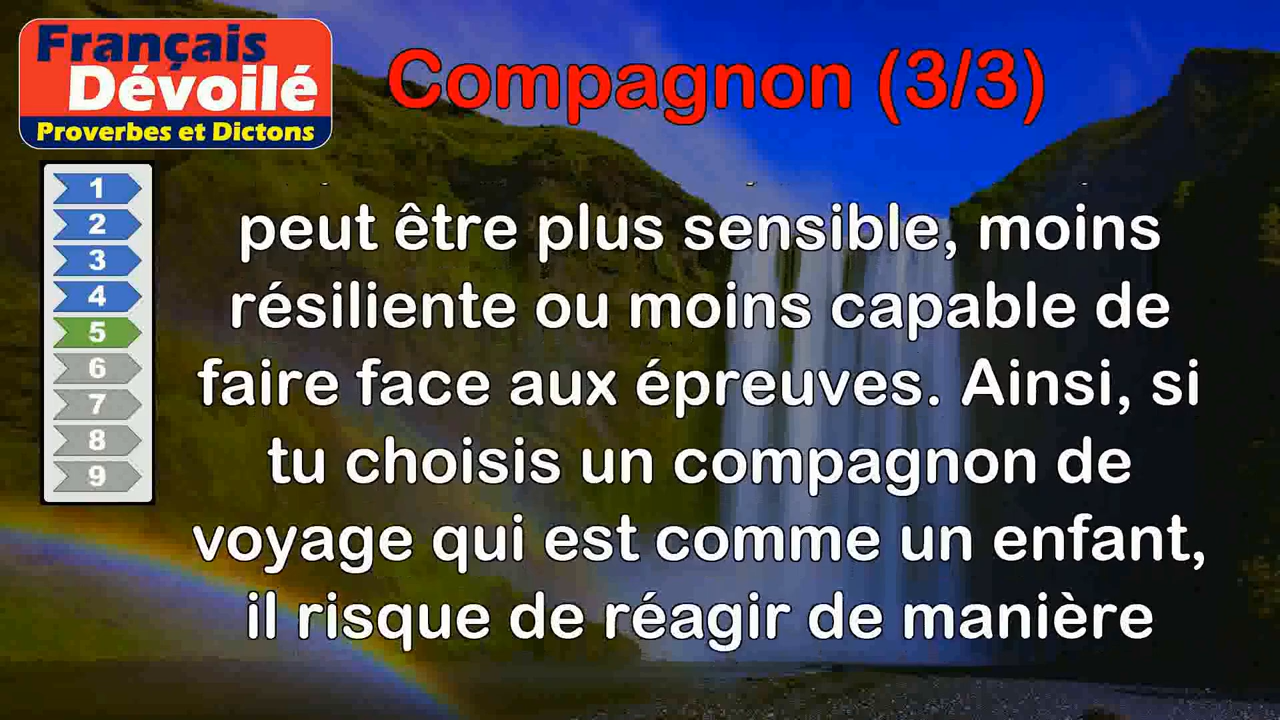 Français
Dévoilé
Proverbes et Dictons
Compagnon (3/3)
1
2
3
4
5
6
7
8
9
peut être plus sensible, moins
résiliente ou moins capable de
faire face aux épreuves. Ainsi, si
tu choisis un compagnon de
voyage qui est comme un enfant,
il risque de réagir de manière